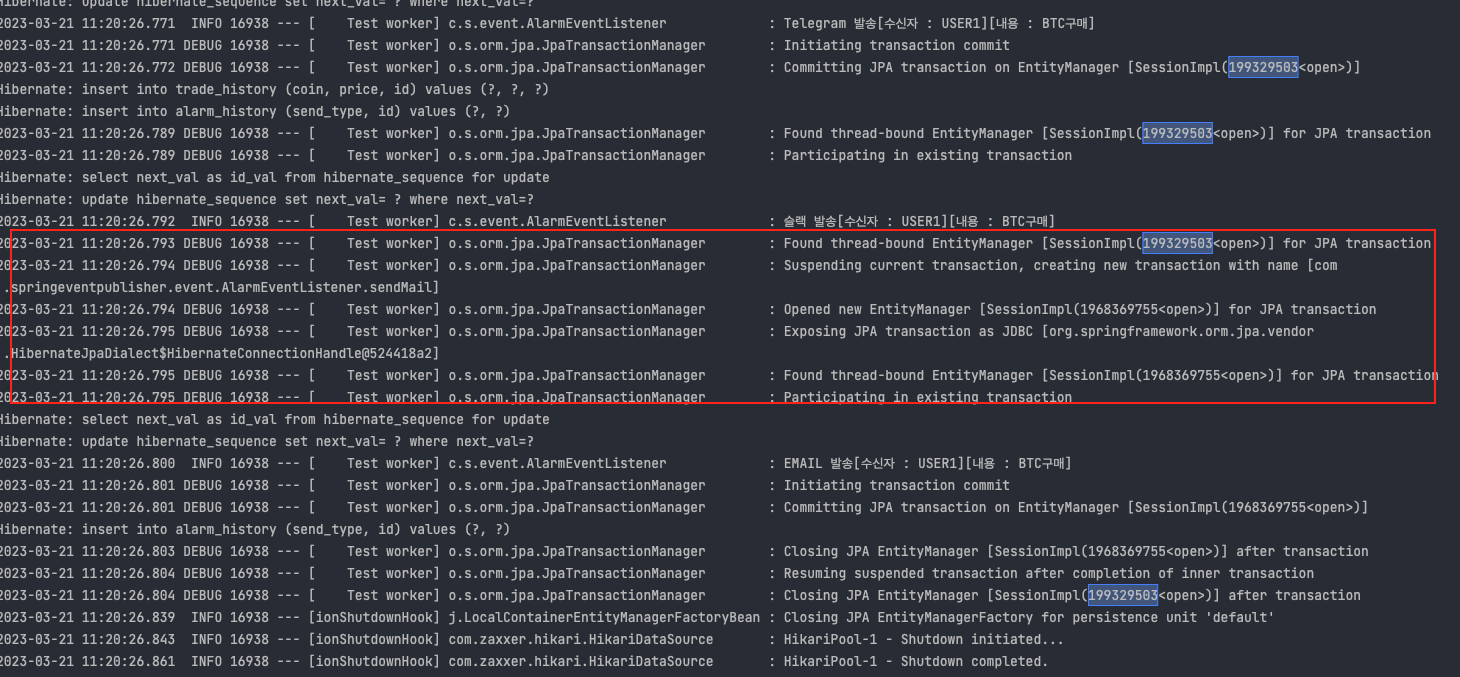 Hibernate: update hibernate_sequence set next_val= ? where next_val=?
2023-03-21 11:20:26.771  INFO 16938 --- [    Test worker] c.s.event.AlarmEventListener             : Telegram 발송[수신자 : USER1][내용 : BTC구매]
2023-03-21 11:20:26.771 DEBUG 16938 --- [    Test worker] o.s.orm.jpa.JpaTransactionManager        : Initiating transaction commit
2023-03-21 11:20:26.772 DEBUG 16938 --- [    Test worker] o.s.orm.jpa.JpaTransactionManager        : Committing JPA transaction on EntityManager [SessionImpl(199329503<open>)]
Hibernate: insert into trade_history (coin, price, id) values (?, ?, ?)
Hibernate: insert into alarm_history (send_type, id) values (?, ?)
2023-03-21 11:20:26.789 DEBUG 16938 --- [    Test worker] o.s.orm.jpa.JpaTransactionManager        : Found thread-bound EntityManager [SessionImpl(199329503<open>)] for JPA transaction
2023-03-21 11:20:26.789 DEBUG 16938 --- [    Test worker] o.s.orm.jpa.JpaTransactionManager        : Participating in existing transaction
Hibernate: select next_val as id_val from hibernate_sequence for update
Hibernate: update hibernate_sequence set next_val= ? where next_val=?
2023-03-21 11:20:26.792  INFO 16938 --- [    Test worker] c.s.event.AlarmEventListener             : 슬랙 발송[수신자 : USER1][내용 : BTC구매]
2023-03-21 11:20:26.793 DEBUG 16938 --- [    Test worker] o.s.orm.jpa.JpaTransactionManager        : Found thread-bound EntityManager [SessionImpl(199329503<open>)] for JPA transaction
2023-03-21 11:20:26.794 DEBUG 16938 --- [    Test worker] o.s.orm.jpa.JpaTransactionManager        : Suspending current transaction, creating new transaction with name [com
.springeventpublisher.event.AlarmEventListener.sendMail]
2023-03-21 11:20:26.794 DEBUG 16938 --- [    Test worker] o.s.orm.jpa.JpaTransactionManager        : Opened new EntityManager [SessionImpl(1968369755<open>)] for JPA transaction
2023-03-21 11:20:26.795 DEBUG 16938 --- [    Test worker] o.s.orm.jpa.JpaTransactionManager        : Exposing JPA transaction as JDBC [org.springframework.orm.jpa.vendor
.HibernateJpaDialect$HibernateConnectionHandle@524418a2]
2023-03-21 11:20:26.795 DEBUG 16938 --- [    Test worker] o.s.orm.jpa.JpaTransactionManager        : Found thread-bound EntityManager [SessionImpl(1968369755<open>)] for JPA transaction
2023-03-21 11:20:26.795 DEBUG 16938 --- [    Test worker] o.s.orm.jpa.JpaTransactionManager        : Participating in existing transaction
Hibernate: select next_val as id_val from hibernate_sequence for update
Hibernate: update hibernate_sequence set next_val= ? where next_val=?
2023-03-21 11:20:26.800  INFO 16938 --- [    Test worker] c.s.event.AlarmEventListener             : EMAIL 발송[수신자 : USER1][내용 : BTC구매]
2023-03-21 11:20:26.801 DEBUG 16938 --- [    Test worker] o.s.orm.jpa.JpaTransactionManager        : Initiating transaction commit
2023-03-21 11:20:26.801 DEBUG 16938 --- [    Test worker] o.s.orm.jpa.JpaTransactionManager        : Committing JPA transaction on EntityManager [SessionImpl(1968369755<open>)]
Hibernate: insert into alarm_history (send_type, id) values (?, ?)
2023-03-21 11:20:26.803 DEBUG 16938 --- [    Test worker] o.s.orm.jpa.JpaTransactionManager        : Closing JPA EntityManager [SessionImpl(1968369755<open>)] after transaction
2023-03-21 11:20:26.804 DEBUG 16938 --- [    Test worker] o.s.orm.jpa.JpaTransactionManager        : Resuming suspended transaction after completion of inner transaction
2023-03-21 11:20:26.804 DEBUG 16938 --- [    Test worker] o.s.orm.jpa.JpaTransactionManager        : Closing JPA EntityManager [SessionImpl(199329503<open>)] after transaction
2023-03-21 11:20:26.839  INFO 16938 --- [ionShutdownHook] j.LocalContainerEntityManagerFactoryBean : Closing JPA EntityManagerFactory for persistence unit 'default'
2023-03-21 11:20:26.843  INFO 16938 --- [ionShutdownHook] com.zaxxer.hikari.HikariDataSource       : HikariPool-1 - Shutdown initiated...
2023-03-21 11:20:26.861  INFO 16938 --- [ionShutdownHook] com.zaxxer.hikari.HikariDataSource       : HikariPool-1 - Shutdown completed.